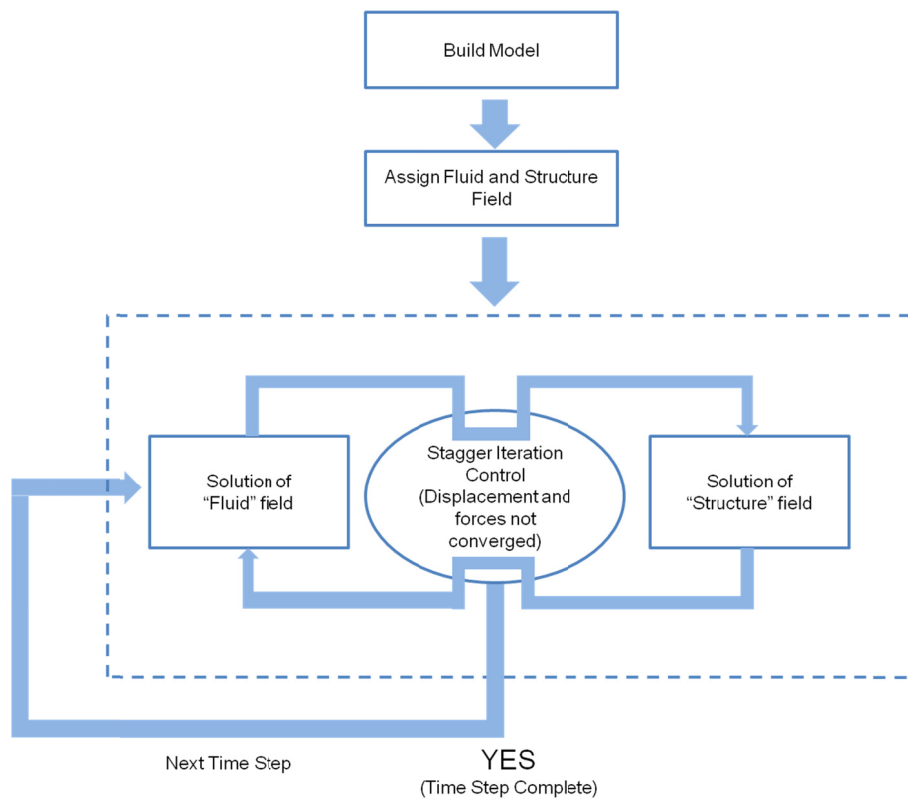 Build Model
Assign Fluid and Structure
Field
Solution of
“Fluid” field
Stagger Iteration
Control
(Displacement and
forces not
converged)
Solution of
“Structure” field
Next Time Step
YES
(Time Step Complete)